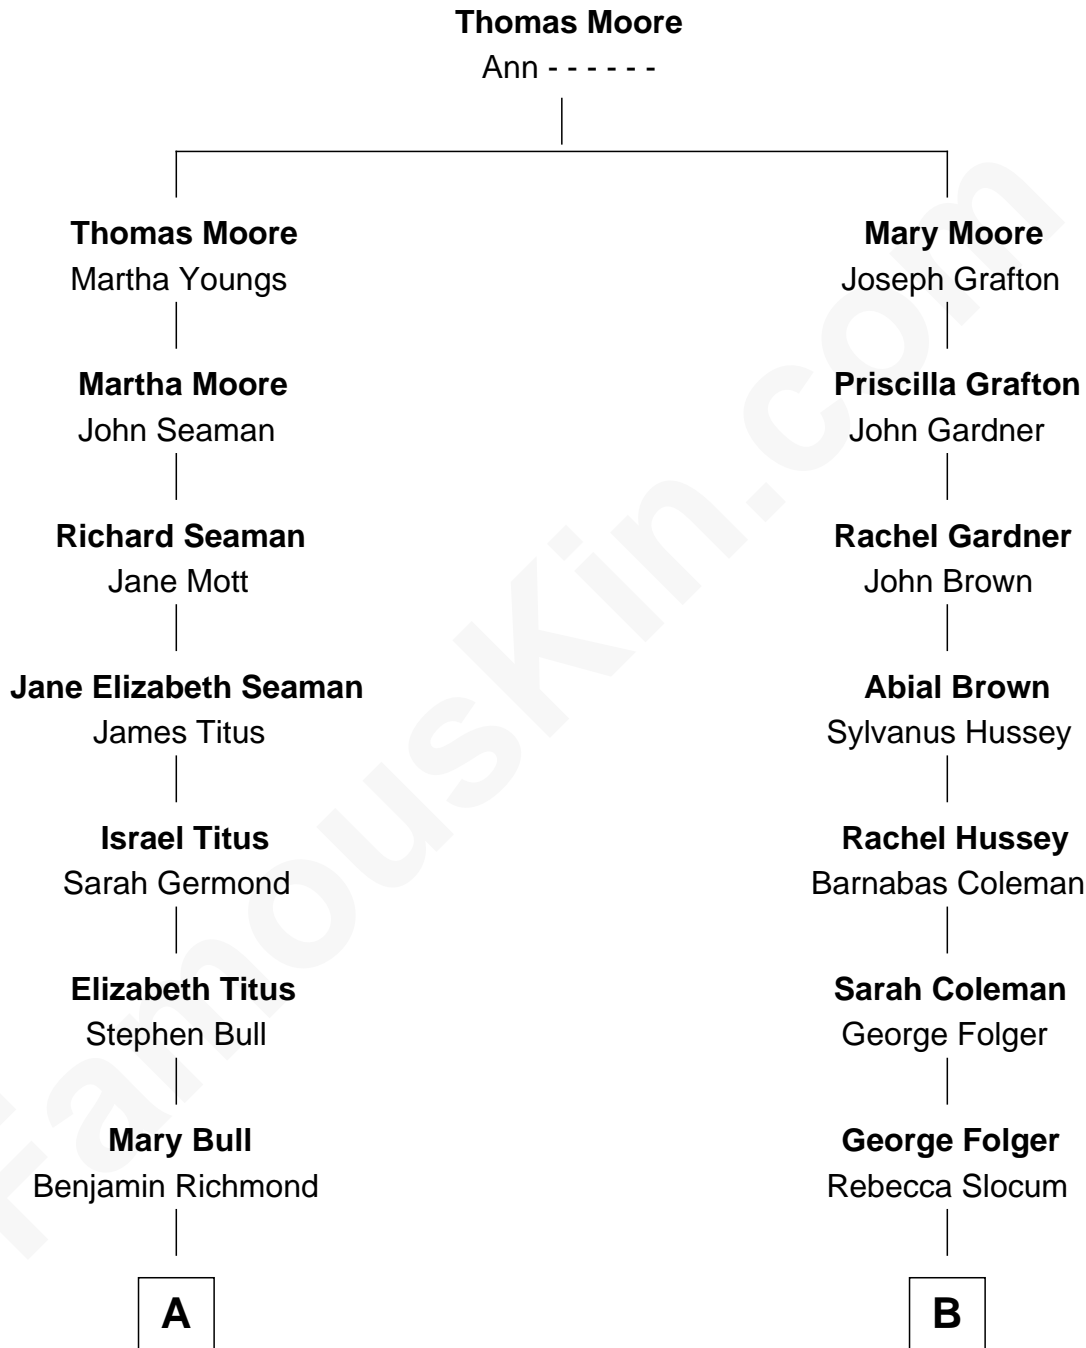 Thomas Moore
Ann - - - - - -
Thomas Moore
Martha Youngs
Mary Moore
Joseph Grafton
Martha Moore
John Seaman
Priscilla Grafton
John Gardner
Richard Seaman
Jane Mott
Rachel Gardner
John Brown
Jane Elizabeth Seaman
James Titus
Abial Brown
Sylvanus Hussey
Israel Titus
Sarah Germond
Rachel Hussey
Barnabas Coleman
Elizabeth Titus
Stephen Bull
Sarah Coleman
George Folger
Mary Bull
Benjamin Richmond
George Folger
Rebecca Slocum
A
B
FamousKin.com